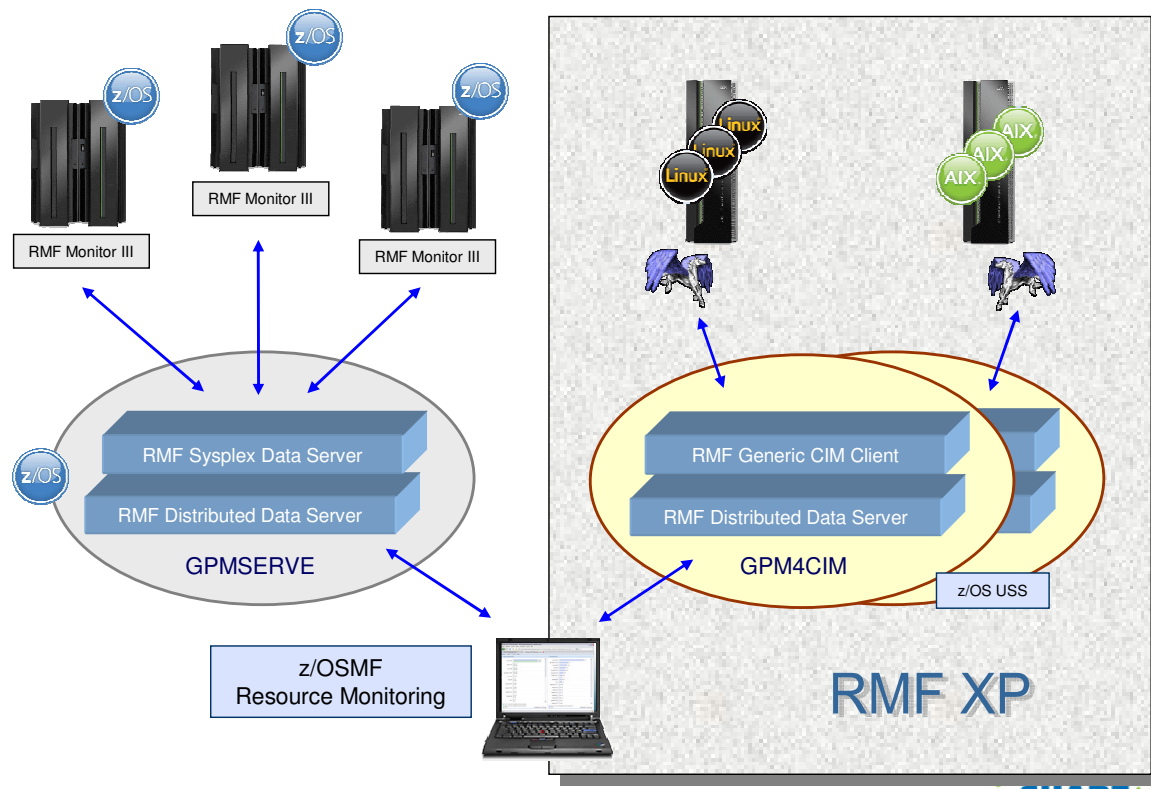 z/OS
z/OS
z/OS
RMF Monitor III
RMF Monitor III
RMF Monitor III
Linux
Linux
Linux
AIX
AIX
AIX
z/OS
RMF Sysplex Data Server
RMF Distributed Data Server
GPMSERVE
RMF Generic CIM Client
RMF Distributed Data Server
GPM4CIM
z/OS USS
z/OSMF
Resource Monitoring
RMF XP